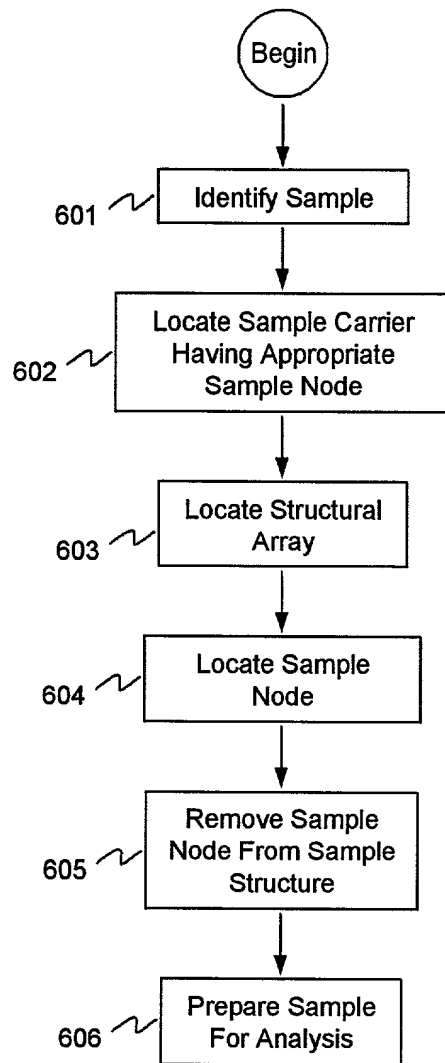 Begin
601
Identify Sample
602
Locate Sample Carrier
Having Appropriate
Sample Node
603
Locate Structural
Array
604
Locate Sample
Node
605
Remove Sample
Node From Sample
Structure
606
Prepare Sample
For Analysis